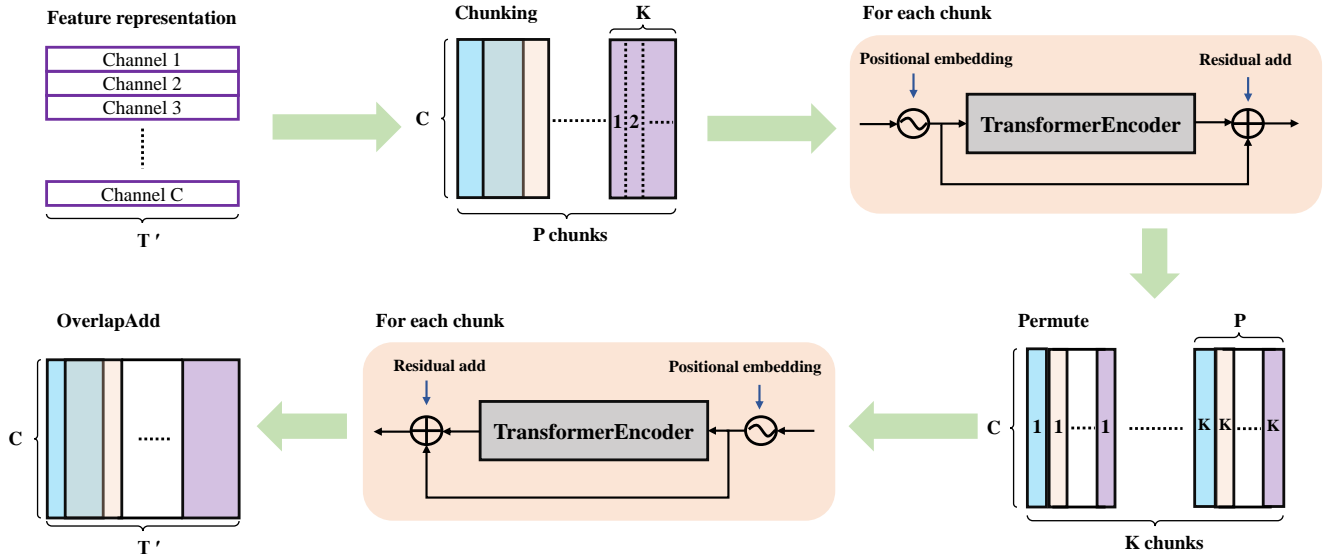 Feature representation
Channel 1
Channel 2
Channel 3
Channel C
T ′
Chunking
K
C
1 2
P chunks
For each chunk
Positional embedding
Residual add
TransformerEncoder
OverlapAdd
C
T ′
For each chunk
Residual add
Positional embedding
TransformerEncoder
Permute
P
C
1 1 1 K K K
K chunks